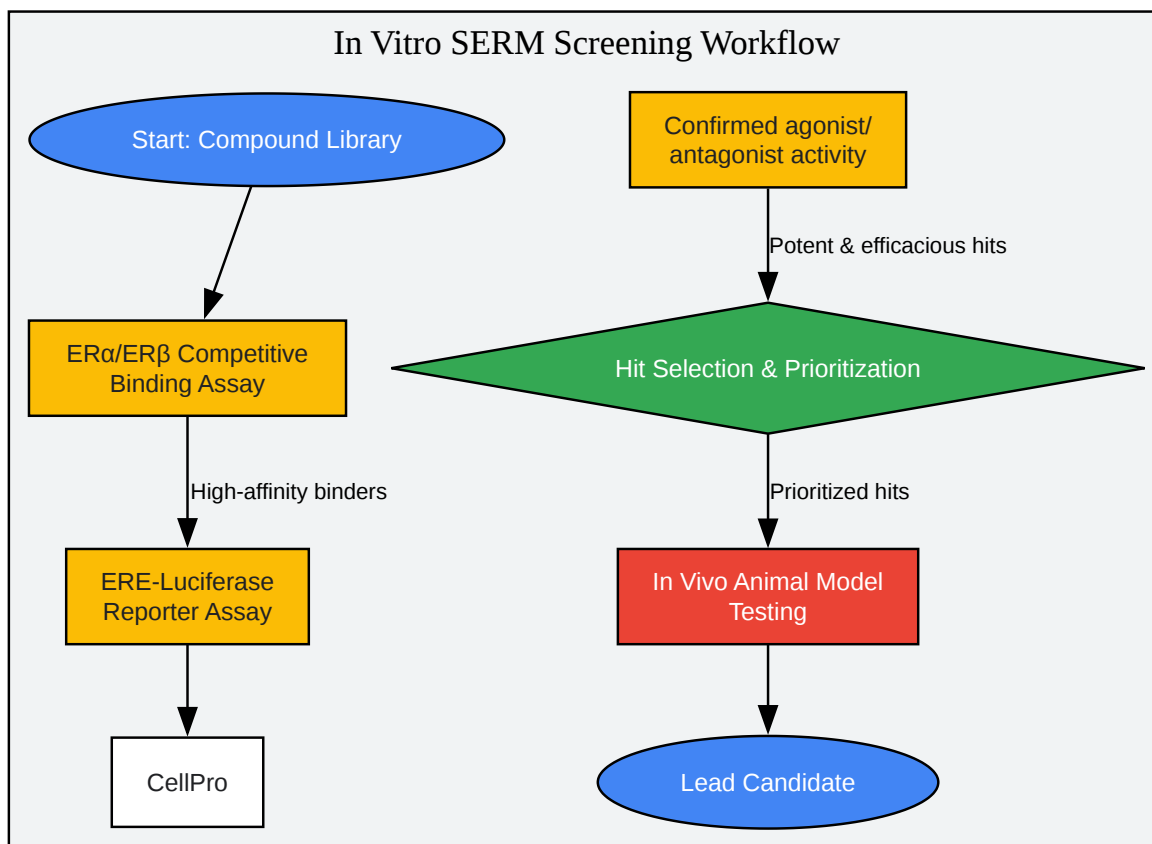 In Vitro SERM Screening Workflow
Start: Compound Library
ERα/ERβ Competitive
Binding Assay
High-affinity binders
ERE-Luciferase
Reporter Assay
CellPro
Confirmed agonist/
antagonist activity
Potent & efficacious hits
Hit Selection & Prioritization
Prioritized hits
In Vivo Animal Model
Testing
Lead Candidate